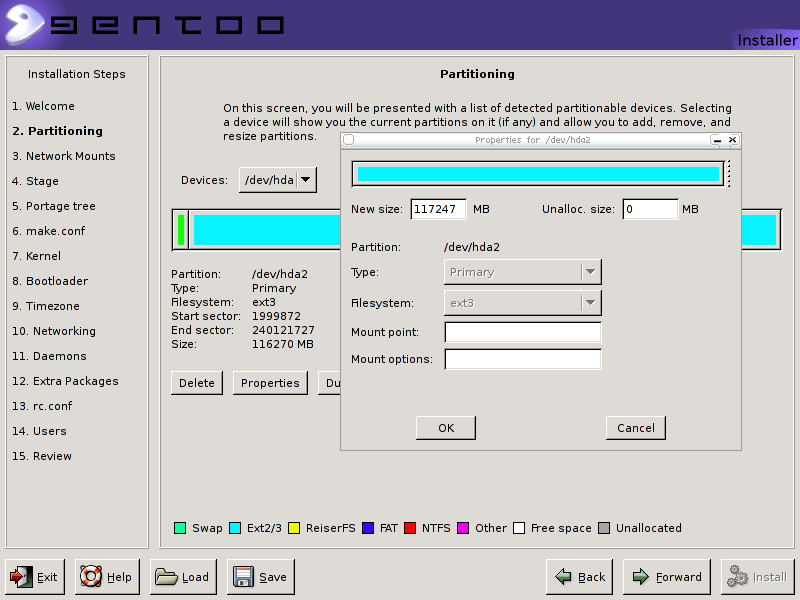 gentoo
Installer
Installation Steps
1. Welcome
2. Partitioning
3. Network Mounts
4. Stage
5. Portage tree
6. make.conf
7. Kernel
8. Bootloader
9. Timezone
10. Networking
11. Daemons
12. Extra Packages
13. rc.conf
14. Users
15. Review
Partitioning
On this screen, you will be presented with a list of detected partitionable devices. Selecting
a device will show you the current partitions on it (if any) and allow you to add, remove, and
resize partitions.
Devices: /dev/hda
Partition: /dev/hda2
Type: Primary
Filesystem: ext3
Start sector: 1999872
End sector: 240121727
Size: 116270 MB
Delete Properties Du
Properties for /dev/hda2
New size: 117247 MB Unalloc. size: 0 MB
Partition: /dev/hda2
Type: Primary
Filesystem: ext3
Mount point:
Mount options:
OK Cancel
Swap Ext2/3 ReiserFS FAT NTFS Other Free space Unallocated
Exit Help Load Save Back Forward Install